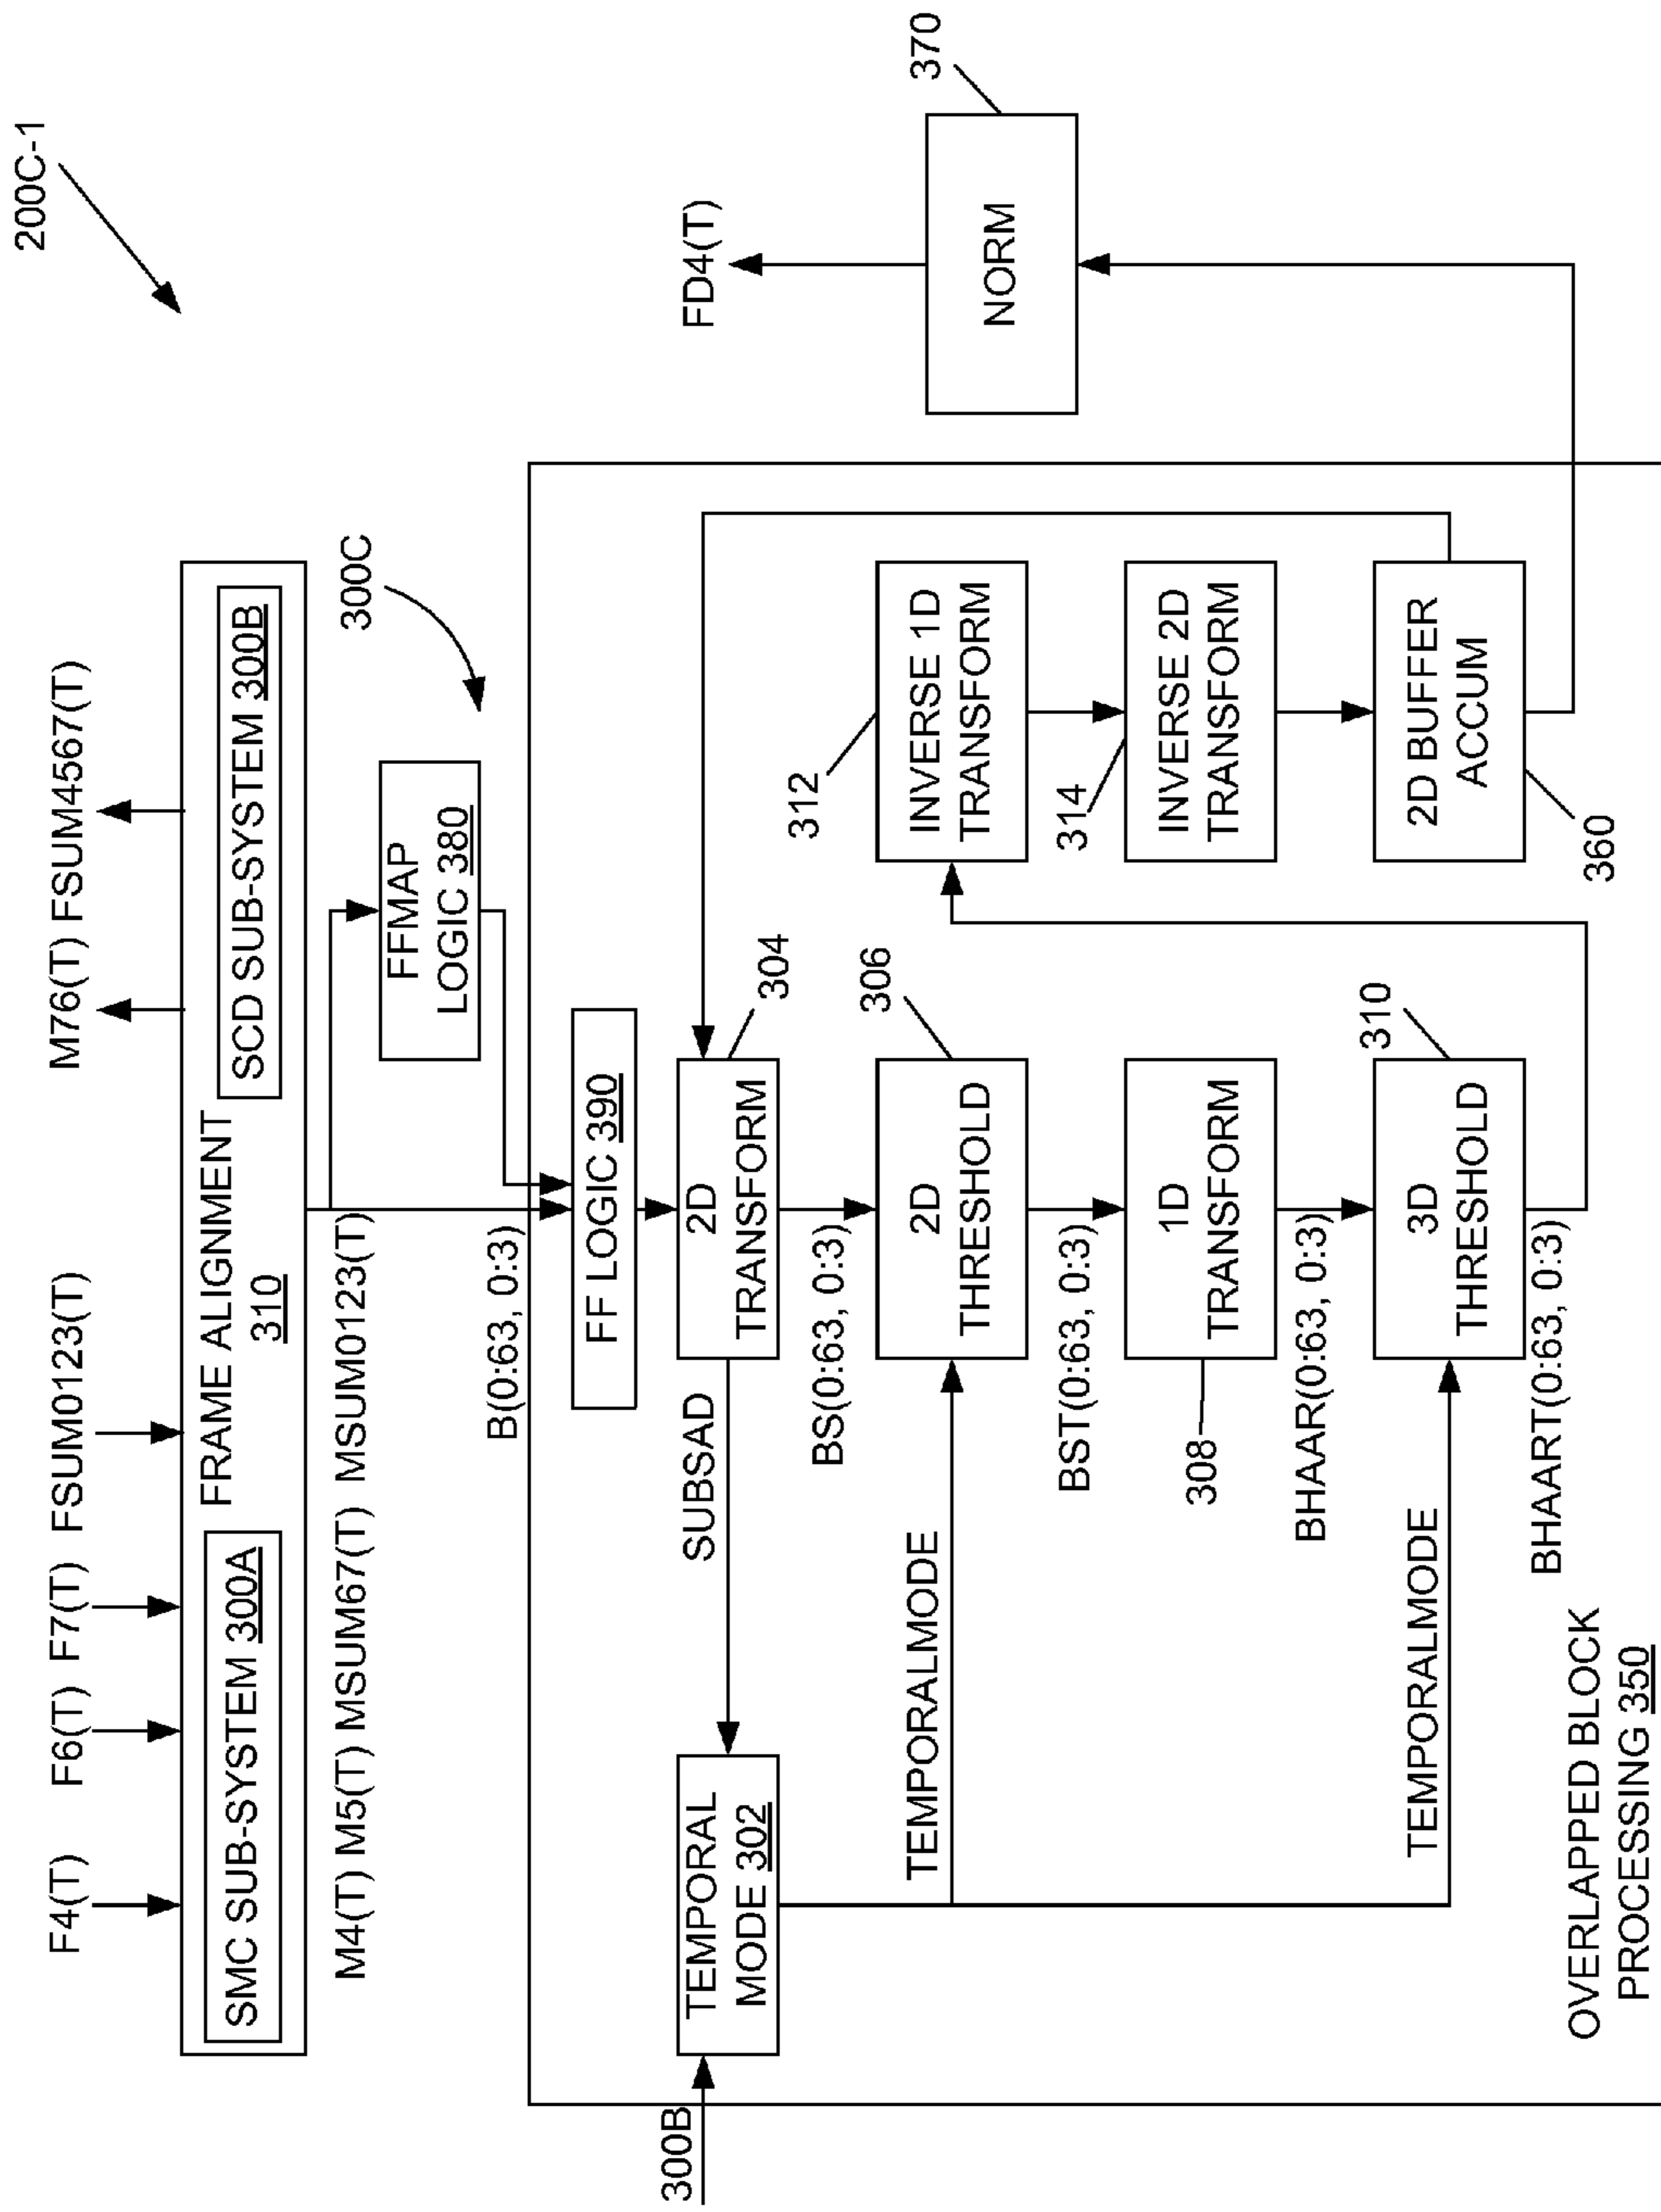 200C-1
F4(T) F6(T) F7(T) FSUM0123(T)
M76(T) FSUM4567(T)
SMC SUB-SYSTEM 300A
FRAME ALIGNMENT
310
SCD SUB-SYSTEM 300B
M4(T) M5(T) MSUM67(T) MSUM0123(T)
FFMAP
LOGIC 380
300C
B(0:63, 0:3)
FF LOGIC 390
300B
TEMPORAL
MODE 302
SUBSAD
2D
TRANSFORM
304
FD4(T)
BS(0:63, 0:3)
TEMPORALMODE
2D
THRESHOLD
306
312
INVERSE 1D
TRANSFORM
NORM
370
BST(0:63, 0:3)
308
1D
TRANSFORM
314
INVERSE 2D
TRANSFORM
BHAAR(0:63, 0:3)
TEMPORALMODE
3D
THRESHOLD
310
2D BUFFER
ACCUM
360
BHAART(0:63, 0:3)
OVERLAPPED BLOCK
PROCESSING 350